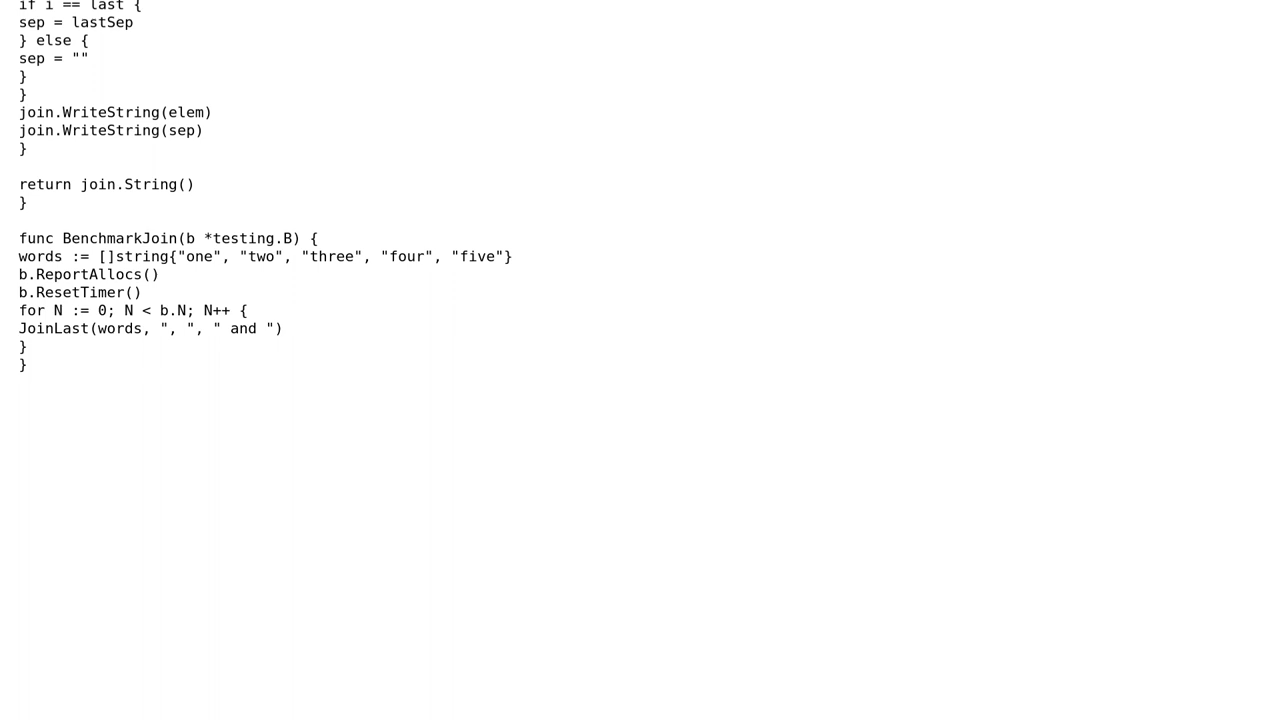 if i == last {
sep = lastSep
} else {
sep = ""
}
}
join.WriteString(elem)
join.WriteString(sep)
}

return join.String()
}

func BenchmarkJoin(b *testing.B) {
words := []string{"one", "two", "three", "four", "five"}
b.ReportAllocs()
b.ResetTimer()
for N := 0; N < b.N; N++ {
JoinLast(words, ", ", " and ")
}
}